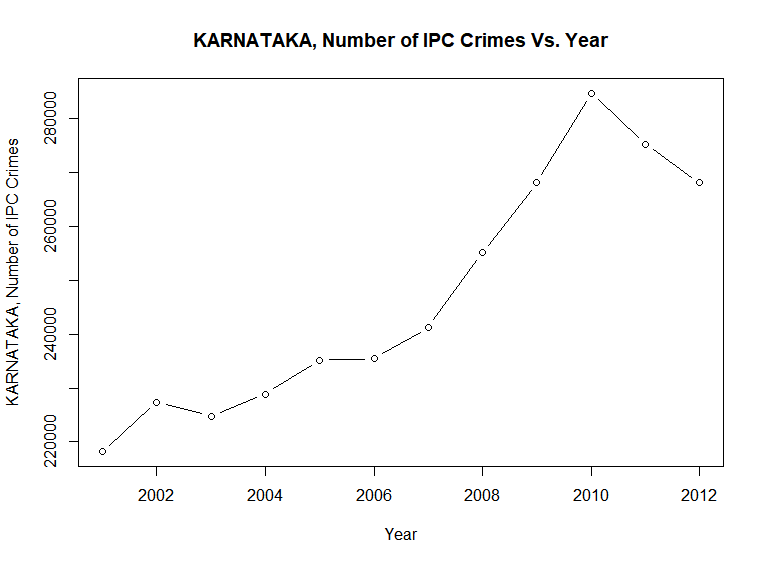 KARNATAKA, Number of IPC Crimes Vs. Year
KARNATAKA, Number of IPC Crimes
280000
260000
240000
220000
2002 2004 2006 2008 2010 2012
Year